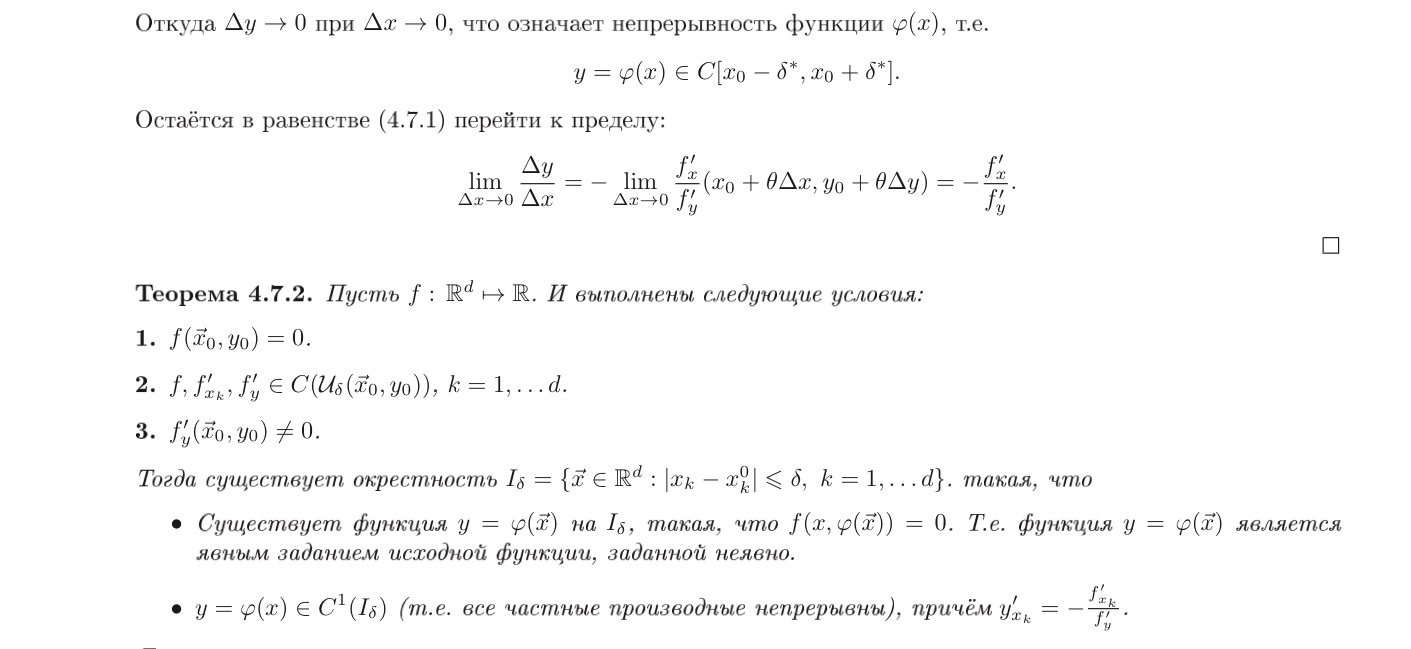 Откуда Δy → 0 при Δx → 0, что означает непрерывность функции φ(x), т.е.
y = φ(x) ∈ C[x₀ − δ*, x₀ + δ*].
Остаётся в равенстве (4.7.1) перейти к пределу:
lim_{Δx→0} Δy/Δx = − lim_{Δx→0} f′ₓ/f′_y (x₀ + θΔx, y₀ + θΔy) = − f′ₓ/f′_y.
□
Теорема 4.7.2. Пусть f : ℝᵈ ↦ ℝ. И выполнены следующие условия:
1. f(x⃗₀, y₀) = 0.
2. f, f′_{x_k}, f′_y ∈ C(𝒰_δ(x⃗₀, y₀)), k = 1, … d.
3. f′_y(x⃗₀, y₀) ≠ 0.
Тогда существует окрестность I_δ = {x⃗ ∈ ℝᵈ : |x_k − x_k⁰| ⩽ δ, k = 1, … d}. такая, что
• Существует функция y = φ(x⃗) на I_δ, такая, что f(x, φ(x⃗)) = 0. Т.е. функция y = φ(x⃗) является
явным заданием исходной функции, заданной неявно.
• y = φ(x) ∈ C¹(I_δ) (т.е. все частные производные непрерывны), причём y′_{x_k} = − f′_{x_k}/f′_y.